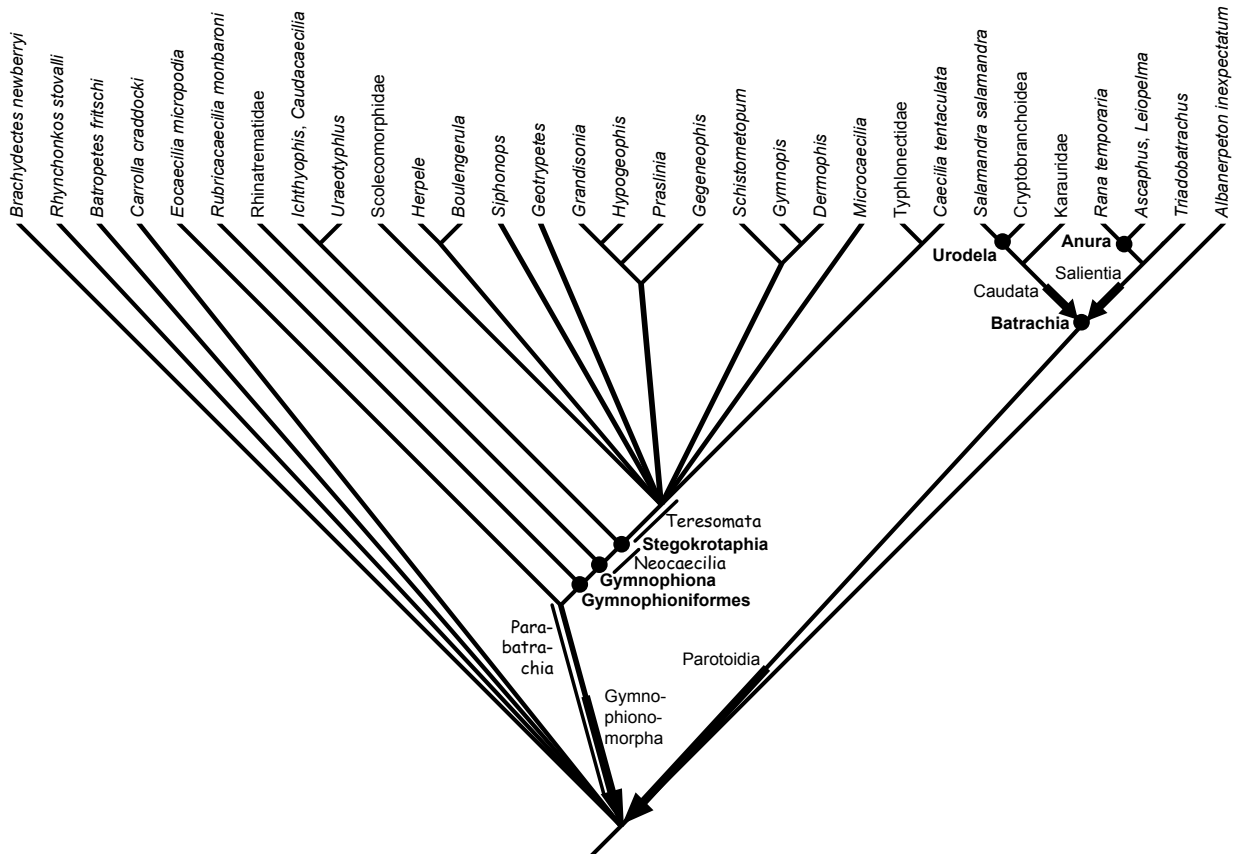 Brachydectes newberryi
Rhynchonkos stovalli
Batropetes fritschi
Carrolla craddocki
Eocaecilia micropodia
Rubricacaecilia monbaroni
Rhinatrematidae
Ichthyophis, Caudacaecilia
Uraeotyphlus
Scolecomorphidae
Herpele
Boulengerula
Siphonops
Geotrypetes
Grandisonia
Hypogeophis
Praslinia
Gegeneophis
Schistometopum
Gymnopis
Dermophis
Microcaecilia
Typhlonectidae
Caecilia tentaculata
Salamandra salamandra
Cryptobranchoidea
Karauridae
Rana temporaria
Ascaphus, Leiopelma
Triadobatrachus
Albanerpeton inexpectatum
Urodela
Anura
Caudata
Salientia
Batrachia
Teresomata
Stegokrotaphia
Neocaecilia
Gymnophiona
Gymnophioniformes
Para-
batra-
chia
Parotoidia
Gymno-
phiono-
morpha